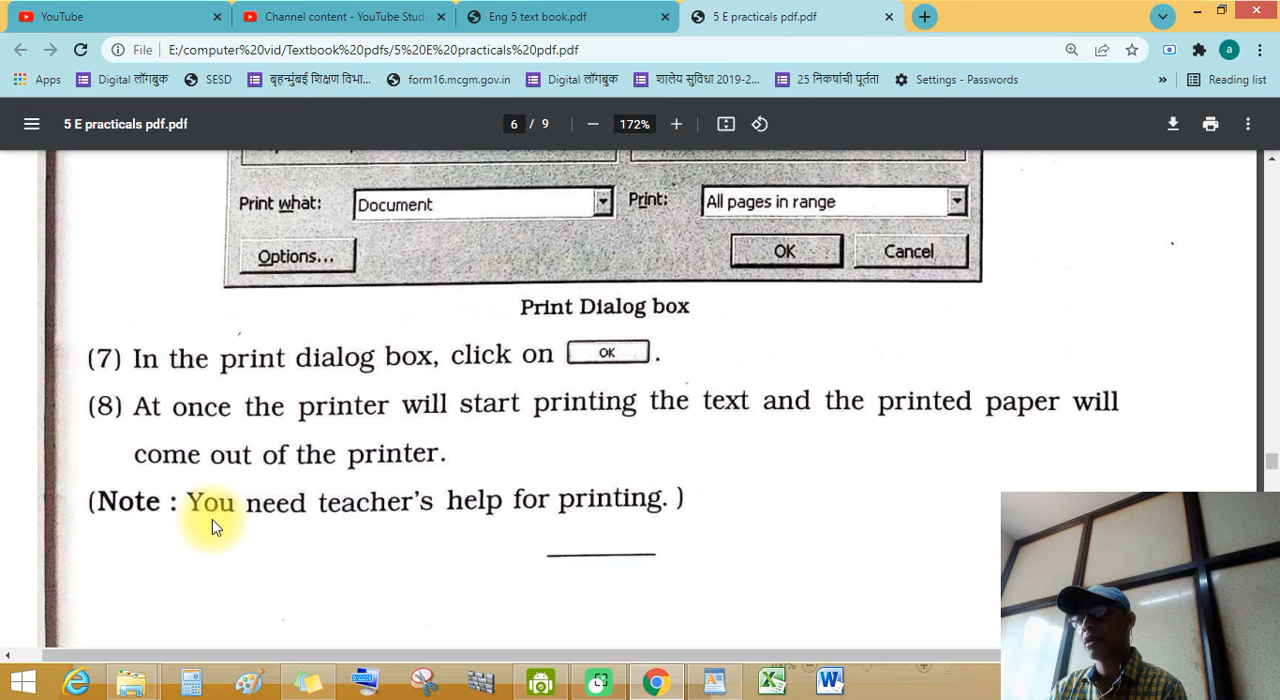 YouTube
Channel content - YouTube Studi
Eng 5 text book.pdf
5 E practicals pdf.pdf
File
E:/computer%20vid/Textbook%20pdfs/5%20E%20practicals%20pdf.pdf
a
Apps
Digital लॉगबुक
SESD
बृहन्मुंबई शिक्षण विभा...
form16.mcgm.gov.in
Digital लॉगबुक
शालेय सुविधा 2019-2...
25 निकषांची पूर्तता
Settings - Passwords
»
Reading list
5 E practicals pdf.pdf
6 / 9
172%
Print what: Document
Print: All pages in range
Options...
OK
Cancel
Print Dialog box
(7) In the print dialog box, click on OK .
(8) At once the printer will start printing the text and the printed paper will
come out of the printer.
(Note : You need teacher's help for printing. )